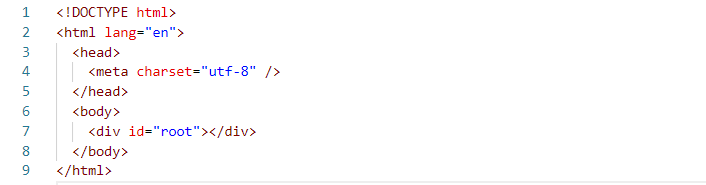 1 <!DOCTYPE html>
2 <html lang="en">
3   <head>
4     <meta charset="utf-8" />
5   </head>
6   <body>
7     <div id="root"></div>
8   </body>
9 </html>